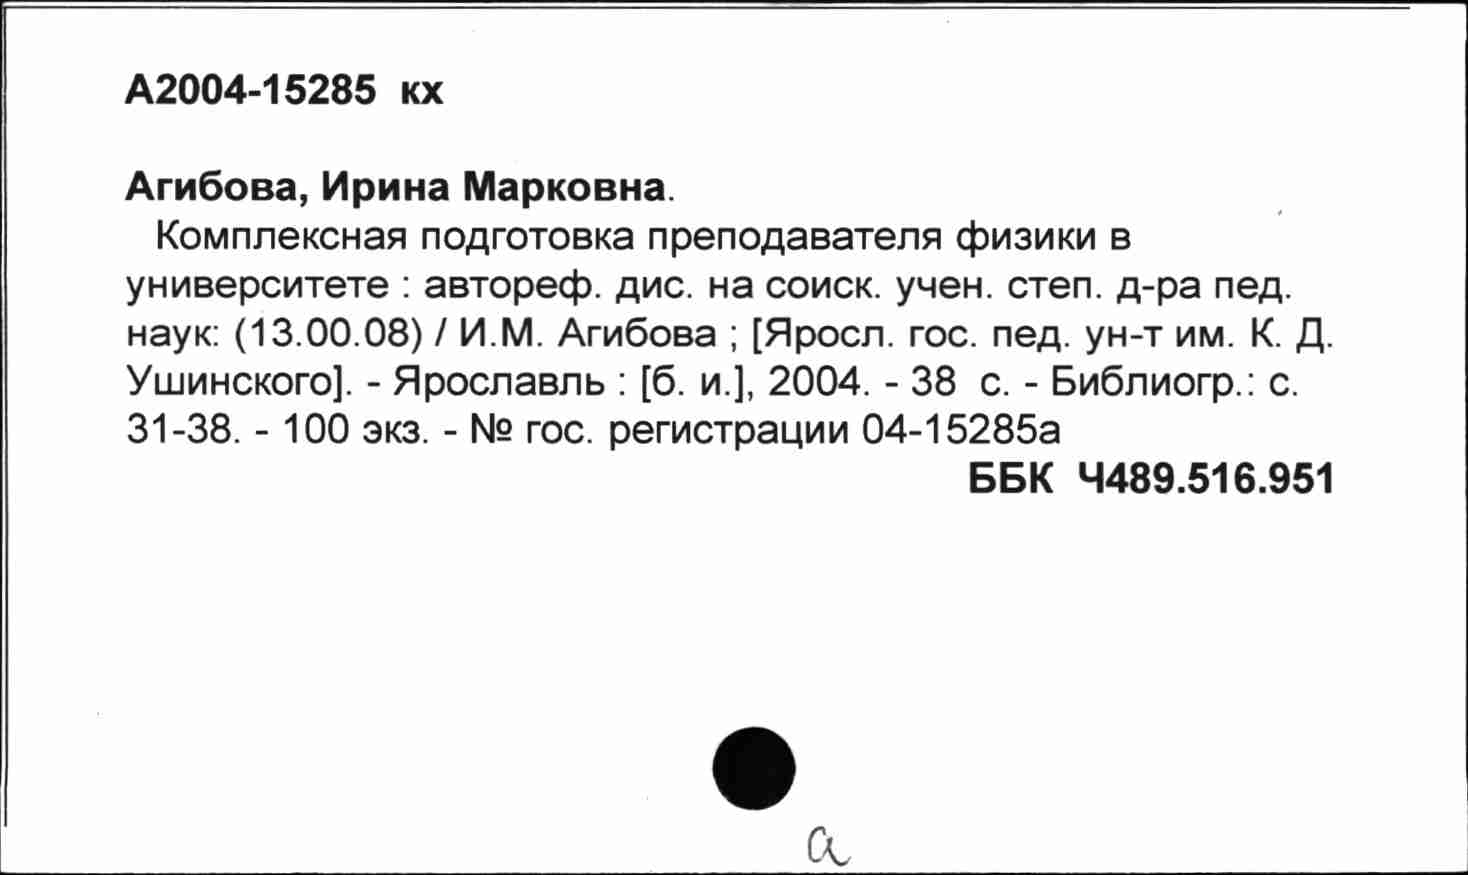 А2004-15285 кх
Агибова, Ирина Марковна.
Комплексная подготовка преподавателя физики в
университете : автореф. дис. на соиск. учен. степ. д-ра пед.
наук: (13.00.08) / И.М. Агибова ; [Яросл. гос. пед. ун-т им. К. Д.
Ушинского]. - Ярославль : [б. и.], 2004. - 38 с. - Библиогр.: с.
31-38. - 100 экз. - № гос. регистрации 04-15285а
ББК Ч489.516.951
а